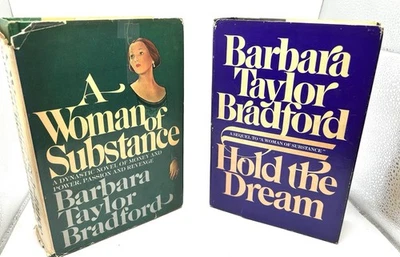 A
Woman of
Substance
A DYNASTIC NOVEL OF MONEY AND
POWER, PASSION AND REVENGE
Barbara
Taylor
Bradford
Barbara
Taylor
Bradford
A SEQUEL TO "A WOMAN OF SUBSTANCE"
Hold the
Dream